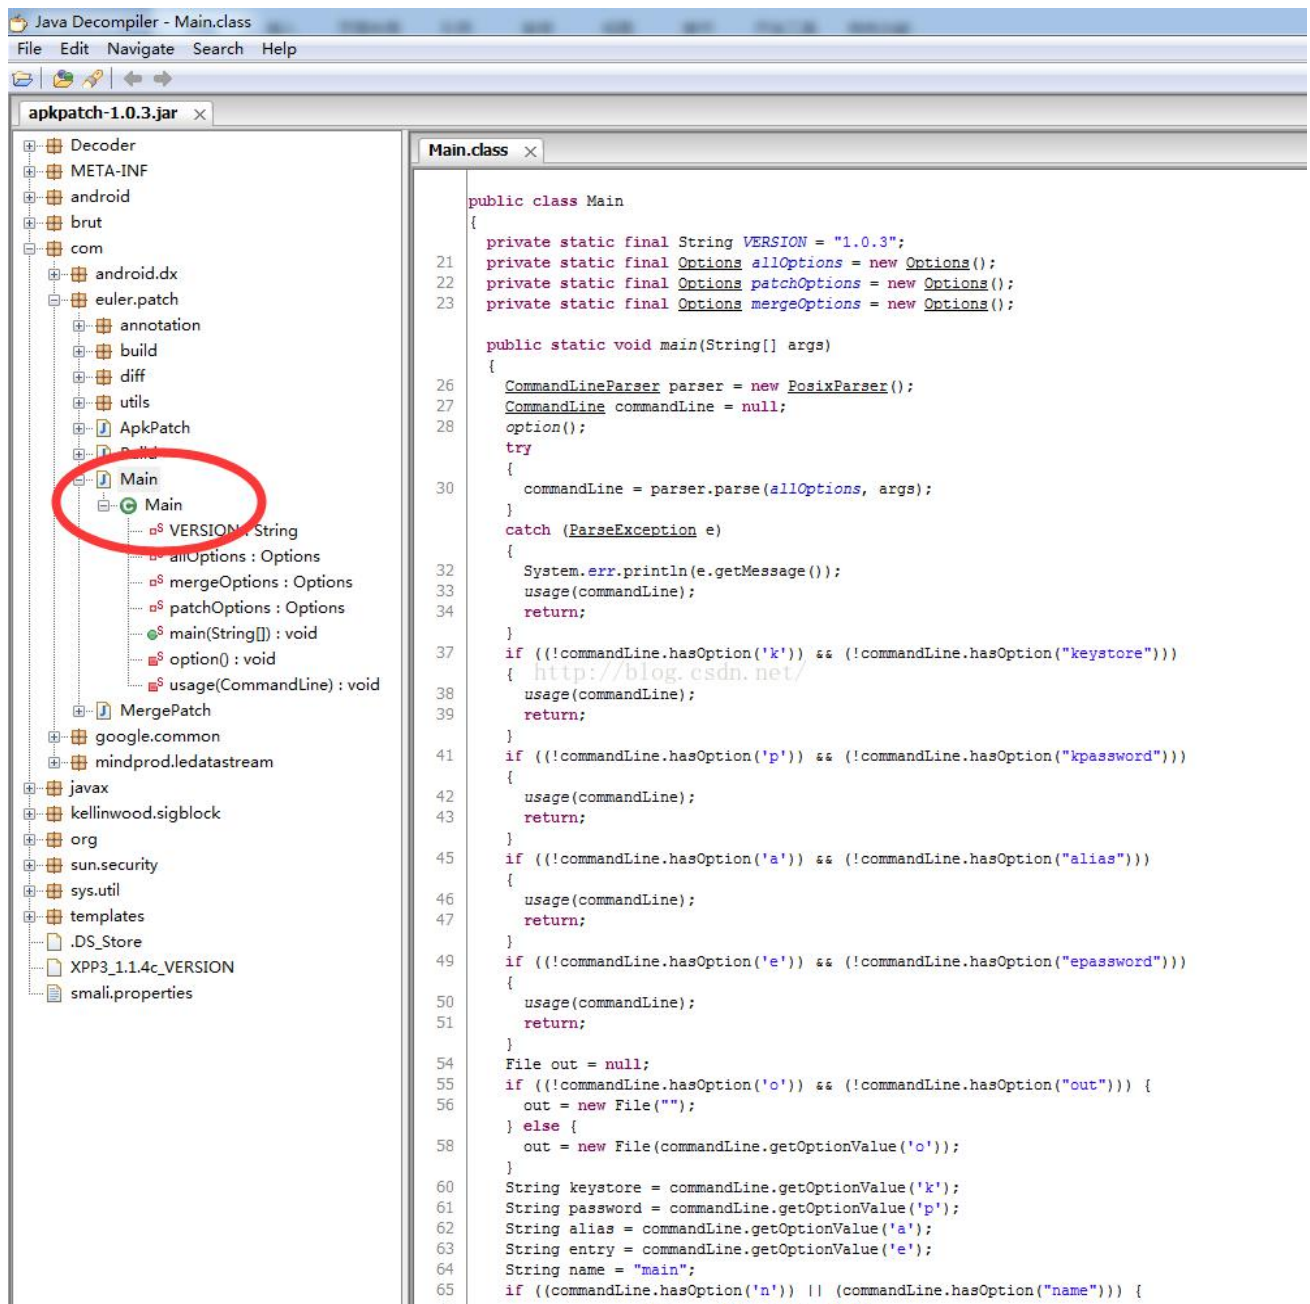 Java Decompiler - Main.class
File Edit Navigate Search Help
apkpatch-1.0.3.jar
Decoder
META-INF
android
brut
com
android.dx
euler.patch
annotation
build
diff
utils
ApkPatch
Build
Main
Main
VERSION : String
allOptions : Options
mergeOptions : Options
patchOptions : Options
main(String[]) : void
option() : void
usage(CommandLine) : void
MergePatch
google.common
mindprod.ledatastream
javax
kellinwood.sigblock
org
sun.security
sys.util
templates
.DS_Store
XPP3_1.1.4c_VERSION
smali.properties
Main.class
public class Main
{
private static final String VERSION = "1.0.3";
21 private static final Options allOptions = new Options();
22 private static final Options patchOptions = new Options();
23 private static final Options mergeOptions = new Options();
public static void main(String[] args)
{
26 CommandLineParser parser = new PosixParser();
27 CommandLine commandLine = null;
28 option();
try
{
30 commandLine = parser.parse(allOptions, args);
}
catch (ParseException e)
{
32 System.err.println(e.getMessage());
33 usage(commandLine);
34 return;
}
37 if ((!commandLine.hasOption('k')) && (!commandLine.hasOption("keystore")))
{
http://blog.csdn.net/
38 usage(commandLine);
39 return;
}
41 if ((!commandLine.hasOption('p')) && (!commandLine.hasOption("kpassword")))
{
42 usage(commandLine);
43 return;
}
45 if ((!commandLine.hasOption('a')) && (!commandLine.hasOption("alias")))
{
46 usage(commandLine);
47 return;
}
49 if ((!commandLine.hasOption('e')) && (!commandLine.hasOption("epassword")))
{
50 usage(commandLine);
51 return;
}
54 File out = null;
55 if ((!commandLine.hasOption('o')) && (!commandLine.hasOption("out"))) {
56 out = new File("");
} else {
58 out = new File(commandLine.getOptionValue('o'));
}
60 String keystore = commandLine.getOptionValue('k');
61 String password = commandLine.getOptionValue('p');
62 String alias = commandLine.getOptionValue('a');
63 String entry = commandLine.getOptionValue('e');
64 String name = "main";
65 if ((commandLine.hasOption('n')) || (commandLine.hasOption("name"))) {